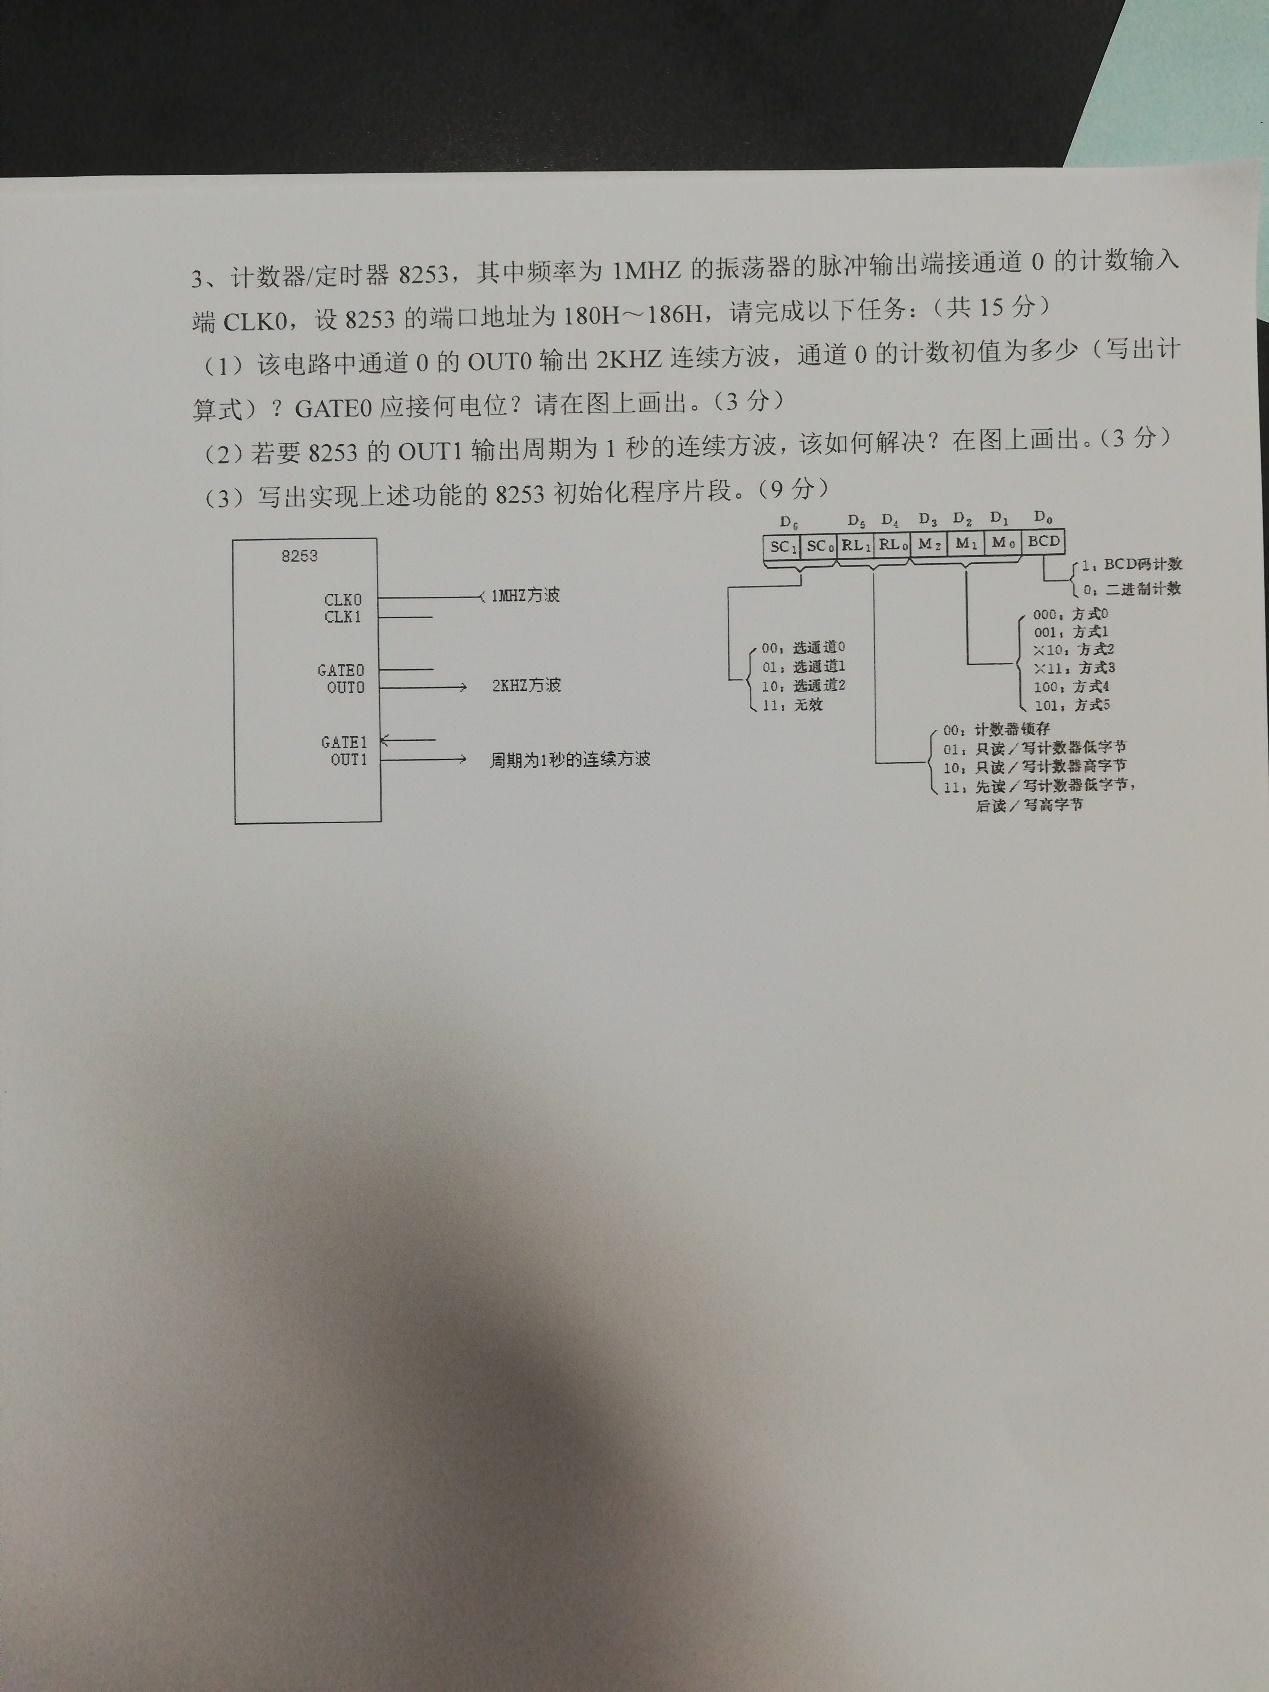 3、计数器/定时器 8253，其中频率为 1MHZ 的振荡器的脉冲输出端接通道 0 的计数输入
端 CLK0，设 8253 的端口地址为 180H～186H，请完成以下任务：（共 15 分）
（1）该电路中通道 0 的 OUT0 输出 2KHZ 连续方波，通道 0 的计数初值为多少（写出计
算式）？GATE0 应接何电位？请在图上画出。（3 分）
（2）若要 8253 的 OUT1 输出周期为 1 秒的连续方波，该如何解决？在图上画出。（3 分）
（3）写出实现上述功能的 8253 初始化程序片段。（9 分）
8253
CLK0 1MHZ方波
CLK1
GATE0
OUT0 2KHZ方波
GATE1
OUT1 周期为1秒的连续方波
D6 D5 D4 D3 D2 D1 D0
SC1 SC0 RL1 RL0 M2 M1 M0 BCD
1，BCD码计数
0，二进制计数
000，方式0
001，方式1
×10，方式2
×11，方式3
100，方式4
101，方式5
00，选通道0
01，选通道1
10，选通道2
11，无效
00，计数器锁存
01，只读／写计数器低字节
10，只读／写计数器高字节
11，先读／写计数器低字节，
后读／写高字节